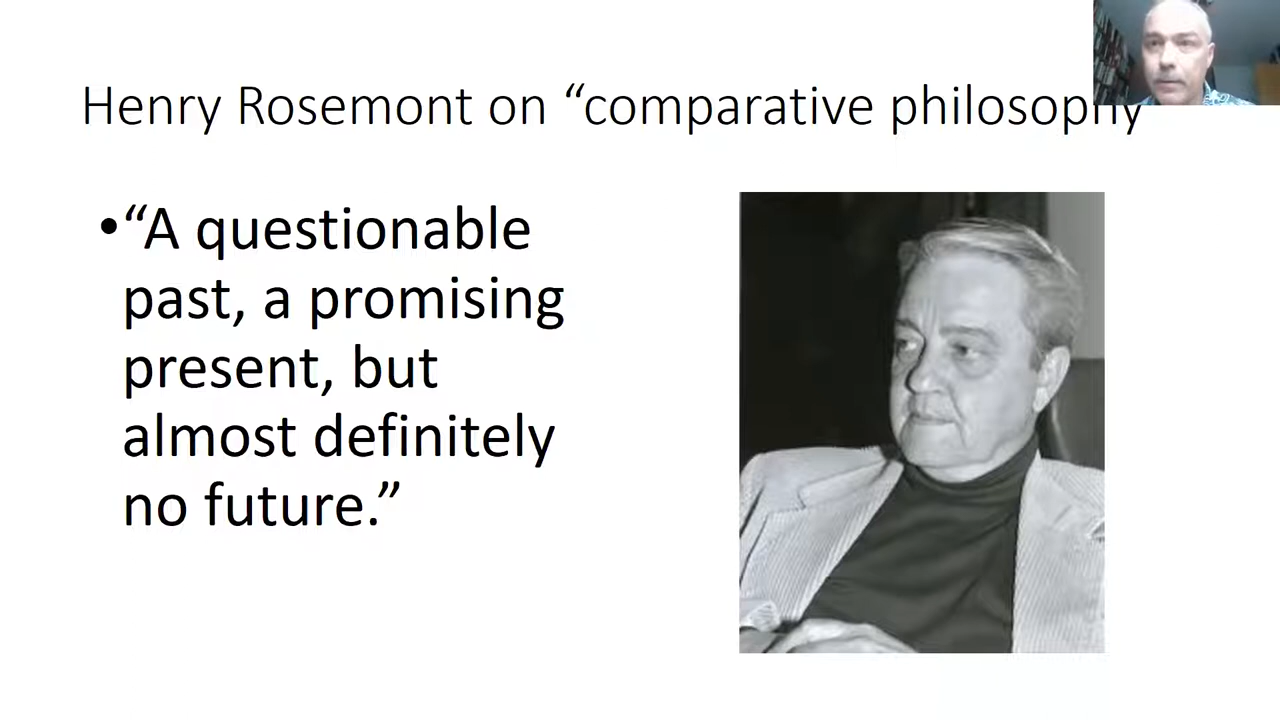 Henry Rosemont on “comparative philosophy
•“A questionable
past, a promising
present, but
almost definitely
no future.”